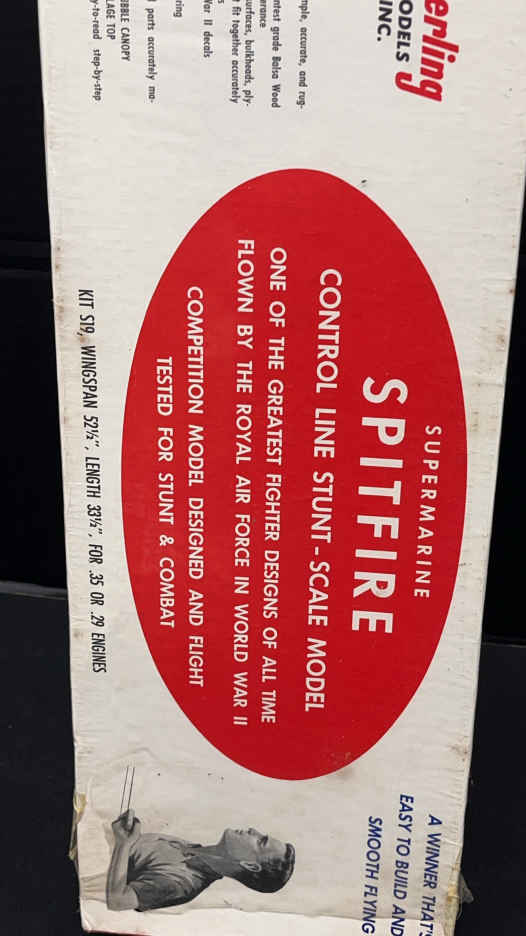 erling
ODELS
INC.
mple, accurate, and rug-
ntest grade Balsa Wood
erance
urfaces, bulkheads, ply-
t fit together accurately
War II decals
ring
l parts accurately ma-
BBLE CANOPY
LAGE TOP
y-to-read step-by-step
SUPERMARINE
SPITFIRE
CONTROL LINE STUNT-SCALE MODEL
ONE OF THE GREATEST FIGHTER DESIGNS OF ALL TIME
FLOWN BY THE ROYAL AIR FORCE IN WORLD WAR II
COMPETITION MODEL DESIGNED AND FLIGHT
TESTED FOR STUNT & COMBAT
KIT S19, WINGSPAN 52½", LENGTH 33½", FOR .35 OR .29 ENGINES
A WINNER THAT'S
EASY TO BUILD AND
SMOOTH FLYING